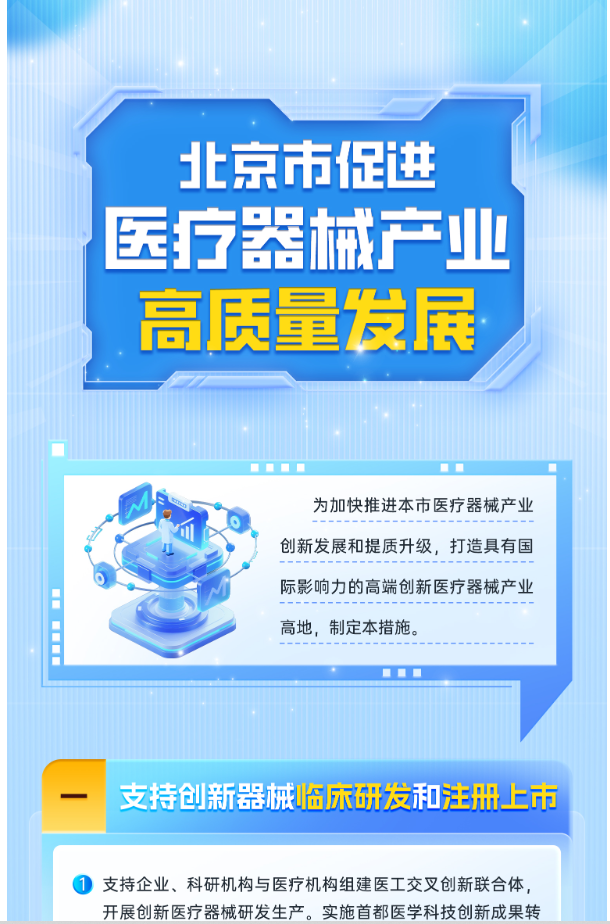 北京市促进
医疗器械产业
高质量发展
为加快推进本市医疗器械产业
创新发展和提质升级，打造具有国
际影响力的高端创新医疗器械产业
高地，制定本措施。
一
支持创新器械临床研发和注册上市
1 支持企业、科研机构与医疗机构组建医工交叉创新联合体，
开展创新医疗器械研发生产。实施首都医学科技创新成果转